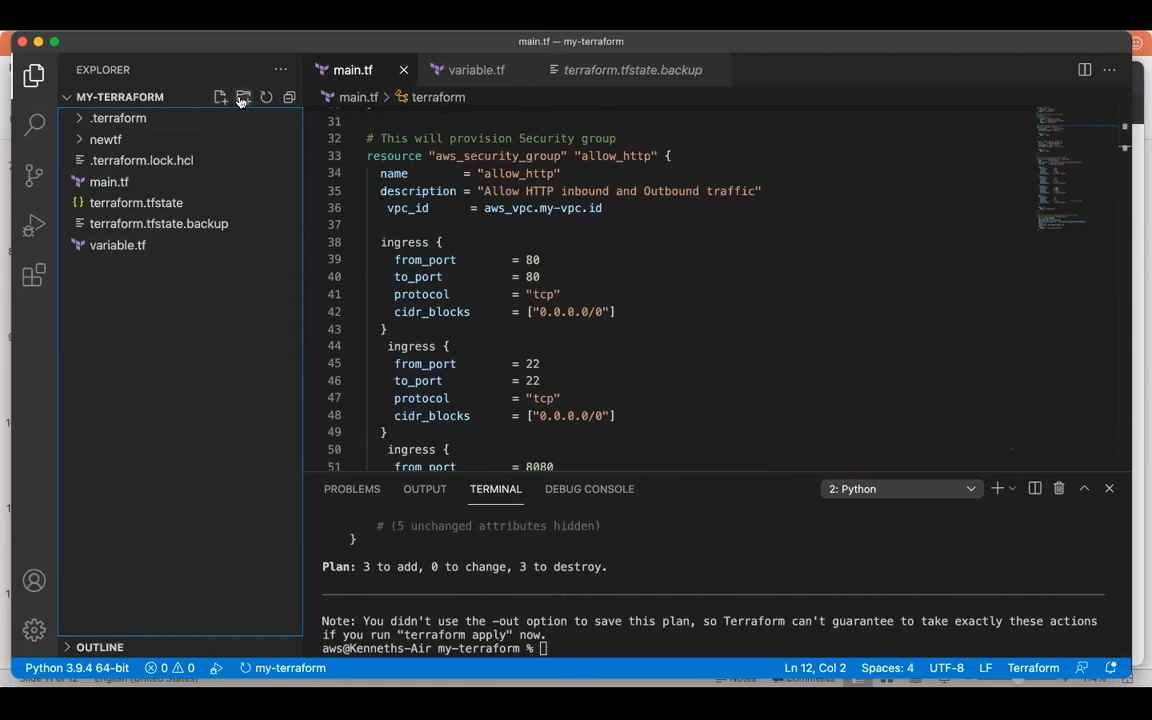 main.tf — my-terraform
EXPLORER
MY-TERRAFORM
.terraform
newtf
.terraform.lock.hcl
main.tf
terraform.tfstate
terraform.tfstate.backup
variable.tf
OUTLINE
main.tf
variable.tf
terraform.tfstate.backup
main.tf > terraform
31
32 # This will provision Security group
33 resource "aws_security_group" "allow_http" {
34 name = "allow_http"
35 description = "Allow HTTP inbound and Outbound traffic"
36 vpc_id = aws_vpc.my-vpc.id
37
38 ingress {
39 from_port = 80
40 to_port = 80
41 protocol = "tcp"
42 cidr_blocks = ["0.0.0.0/0"]
43 }
44 ingress {
45 from_port = 22
46 to_port = 22
47 protocol = "tcp"
48 cidr_blocks = ["0.0.0.0/0"]
49 }
50 ingress {
51 from_port = 8080
PROBLEMS OUTPUT TERMINAL DEBUG CONSOLE 2: Python
# (5 unchanged attributes hidden)
}
Plan: 3 to add, 0 to change, 3 to destroy.
Note: You didn't use the -out option to save this plan, so Terraform can't guarantee to take exactly these actions
if you run "terraform apply" now.
aws@Kenneths-Air my-terraform %
Python 3.9.4 64-bit 0 0 my-terraform Ln 12, Col 2 Spaces: 4 UTF-8 LF Terraform
English (United States) Notes Comments